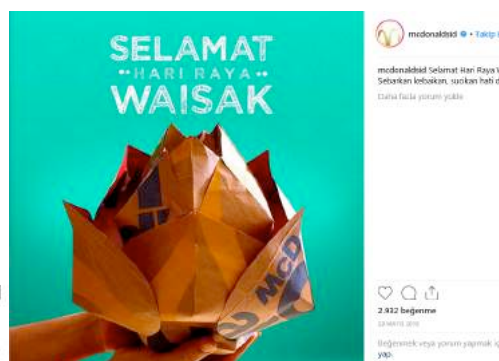 SELAMAT
HARI RAYA
WAISAK
MCD
mcdonaldsid • Takip
mcdonaldsid Selamat Hari Raya
Sebarkan kebaikan, sucikan hati
Daha fazla yorum yükle
2.932 beğenme
Beğenmek veya yorum yapmak
yap.